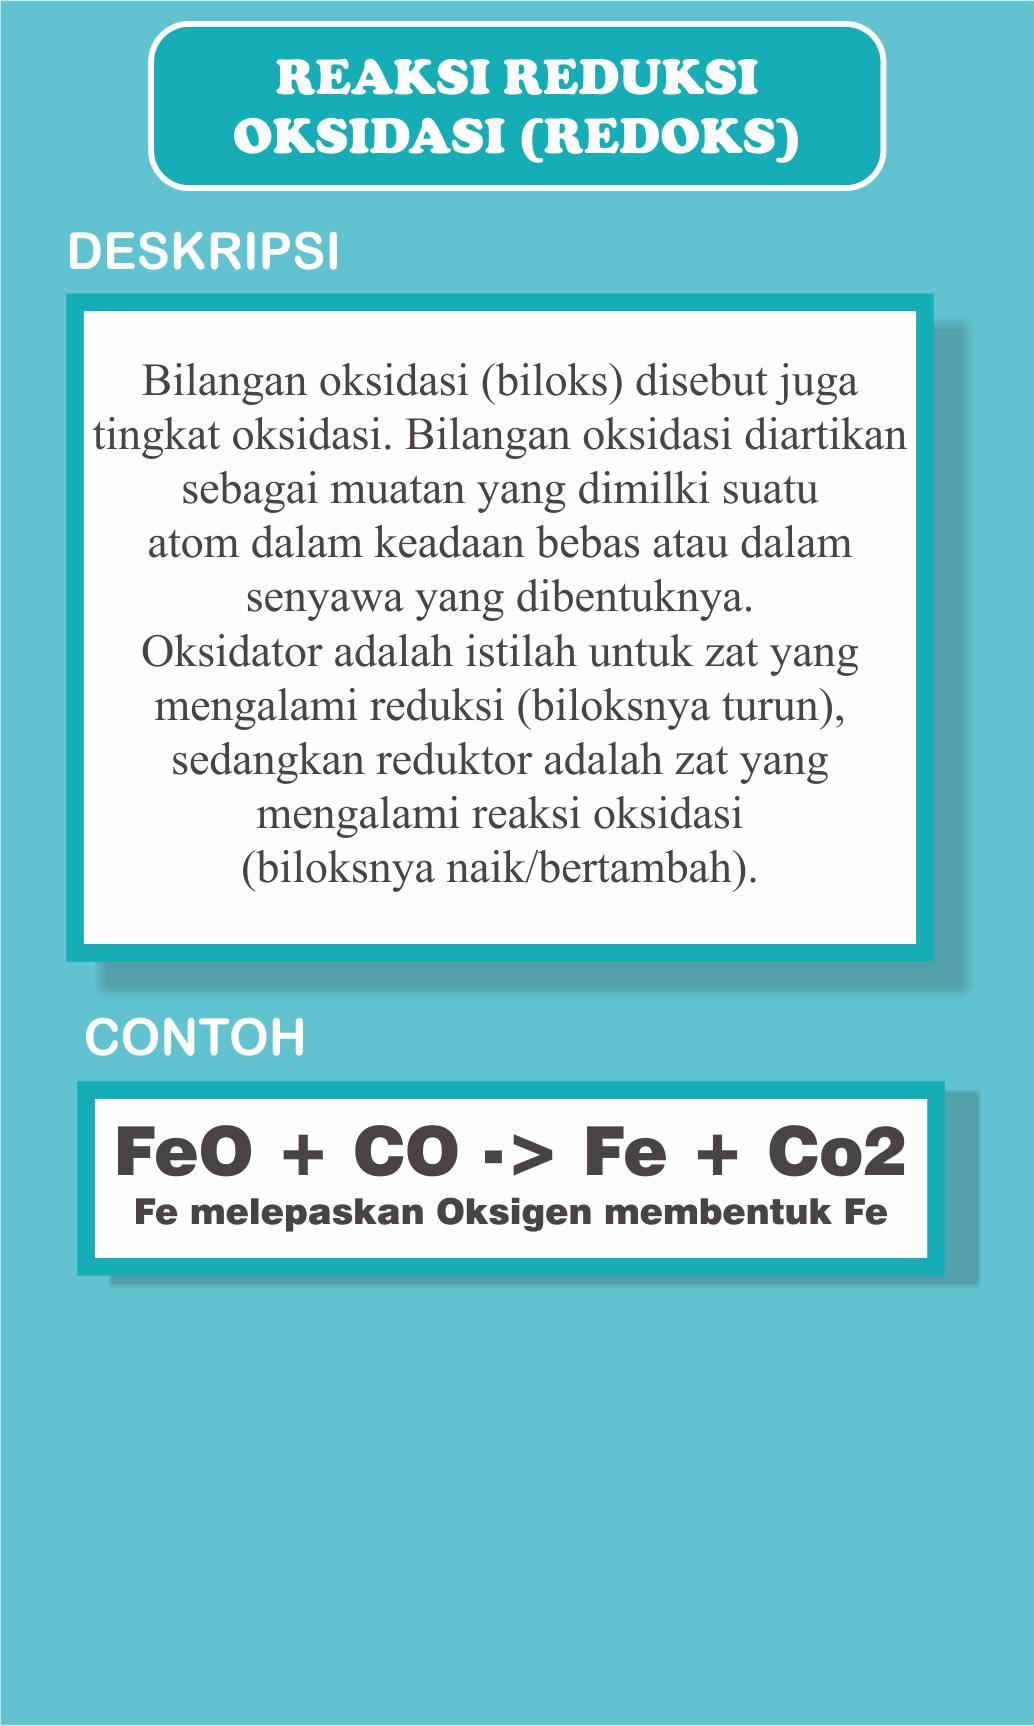 REAKSI REDUKSI
OKSIDASI (REDOKS)
DESKRIPSI
Bilangan oksidasi (biloks) disebut juga
tingkat oksidasi. Bilangan oksidasi diartikan
sebagai muatan yang dimilki suatu
atom dalam keadaan bebas atau dalam
senyawa yang dibentuknya.
Oksidator adalah istilah untuk zat yang
mengalami reduksi (biloksnya turun),
sedangkan reduktor adalah zat yang
mengalami reaksi oksidasi
(biloksnya naik/bertambah).
CONTOH
FeO + CO -> Fe + Co2
Fe melepaskan Oksigen membentuk Fe